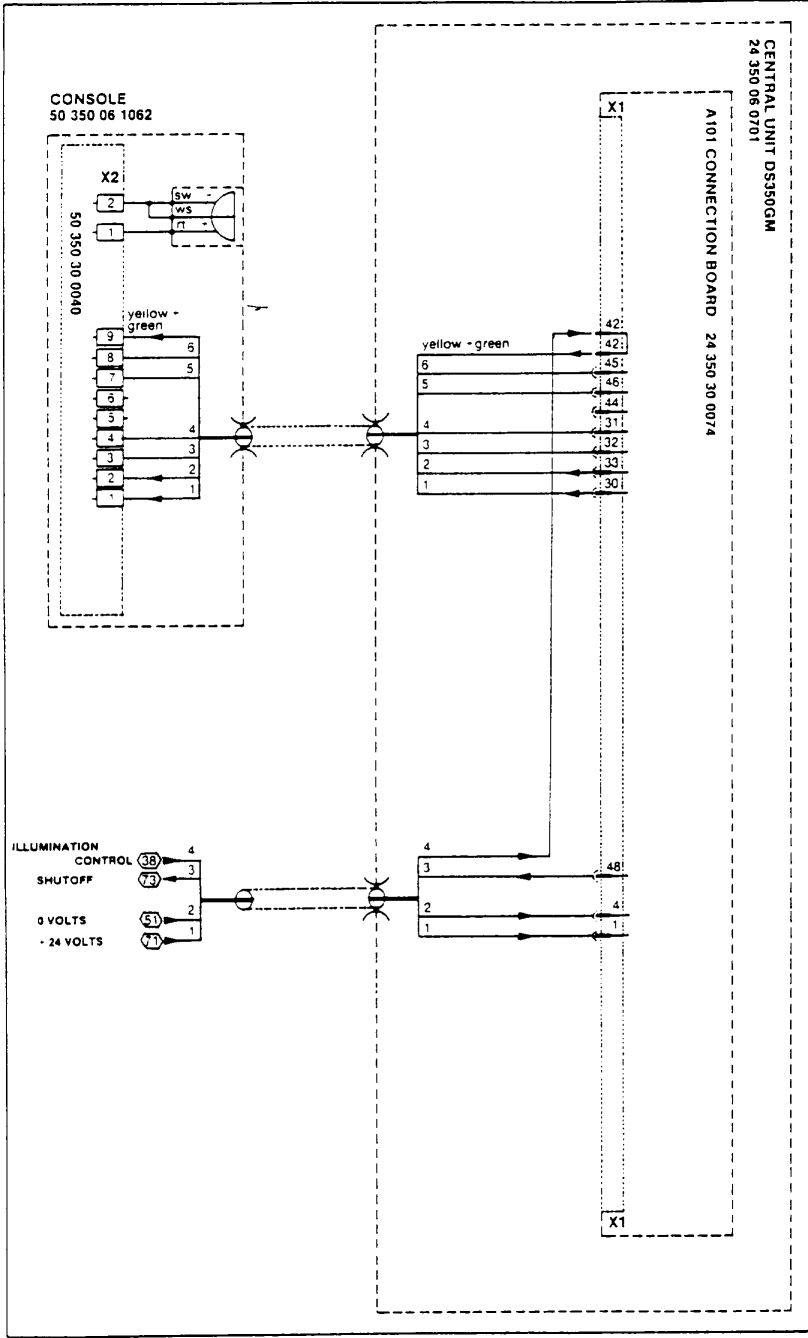 CENTRAL UNIT DS350GM
24 350 06 0701
A101 CONNECTION BOARD 24 350 30 0074
X1
CONSOLE
50 350 06 1062
X2
50 350 30 0040
2
1
sw -
ws
rt +
yellow -
green
9
8
7
6
5
4
3
2
1
6
5
4
3
2
1
yellow - green
6
5
4
3
2
1
42
42
45
46
44
31
32
33
30
ILLUMINATION
CONTROL 38 4
SHUTOFF 73 3
0 VOLTS 51 2
- 24 VOLTS 71 1
4
3
2
1
48
4
1
X1